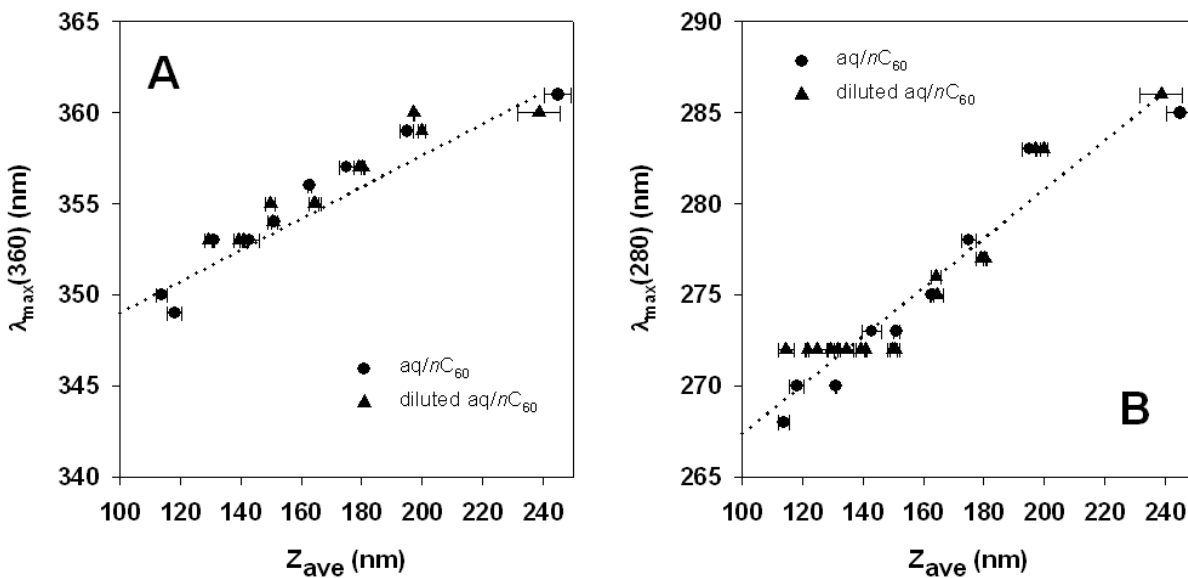 365
360
355
350
345
340
λmax(360) (nm)
A
aq/nC60
diluted aq/nC60
100 120 140 160 180 200 220 240
Zave (nm)
290
285
280
275
270
265
λmax(280) (nm)
aq/nC60
diluted aq/nC60
B
100 120 140 160 180 200 220 240
Zave (nm)